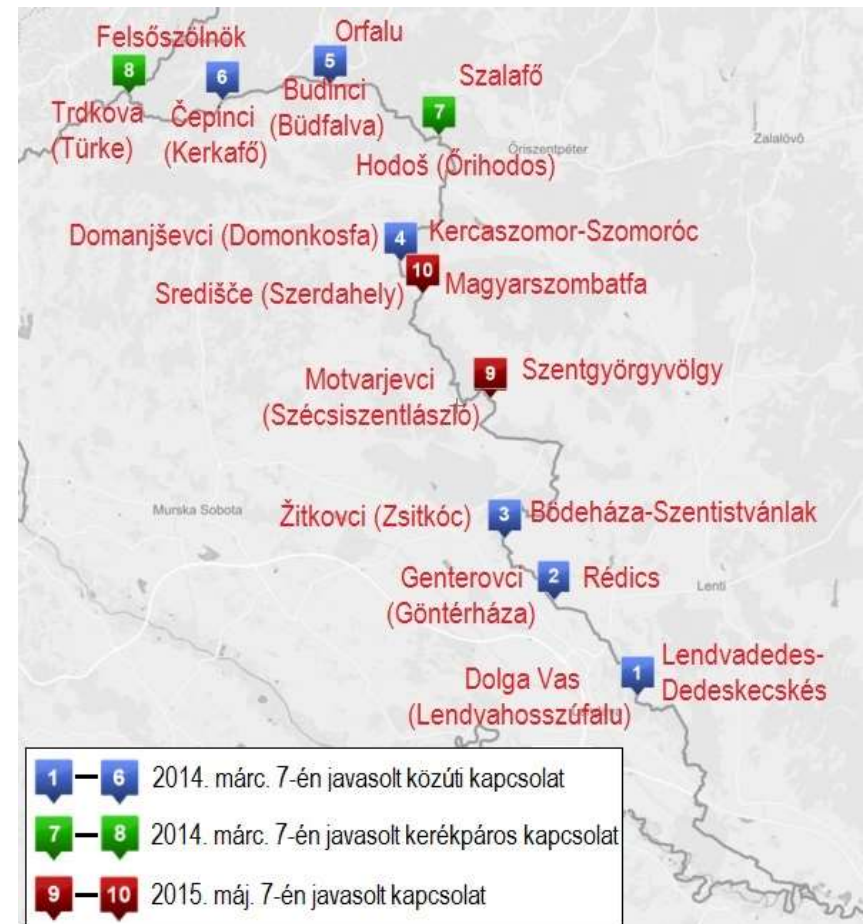 Felsőszölnök
Orfalu
8
6
5
Szalafő
Trdkova
(Türke)
Čepinci
(Kerkafő)
Budinci
(Büdfalva)
7
Őriszentpéter
Zalalövő
Hodoš (Őrihodos)
Domanjševci (Domonkosfa)
4
Kercaszomor-Szomoróc
10
Središče (Szerdahely)
Magyarszombatfa
9
Szentgyörgyvölgy
Motvarjevci
(Szécsiszentlászló)
Murska Sobota
Žitkovci (Zsitkóc)
3
Bödeháza-Szentistvánlak
Genterovci
(Göntérháza)
2
Rédics
Lenti
Dolga Vas
(Lendvahosszúfalu)
1
Lendvadedes-
Dedeskecskés
1 – 6 2014. márc. 7-én javasolt közúti kapcsolat
7 – 8 2014. márc. 7-én javasolt kerékpáros kapcsolat
9 – 10 2015. máj. 7-én javasolt kapcsolat